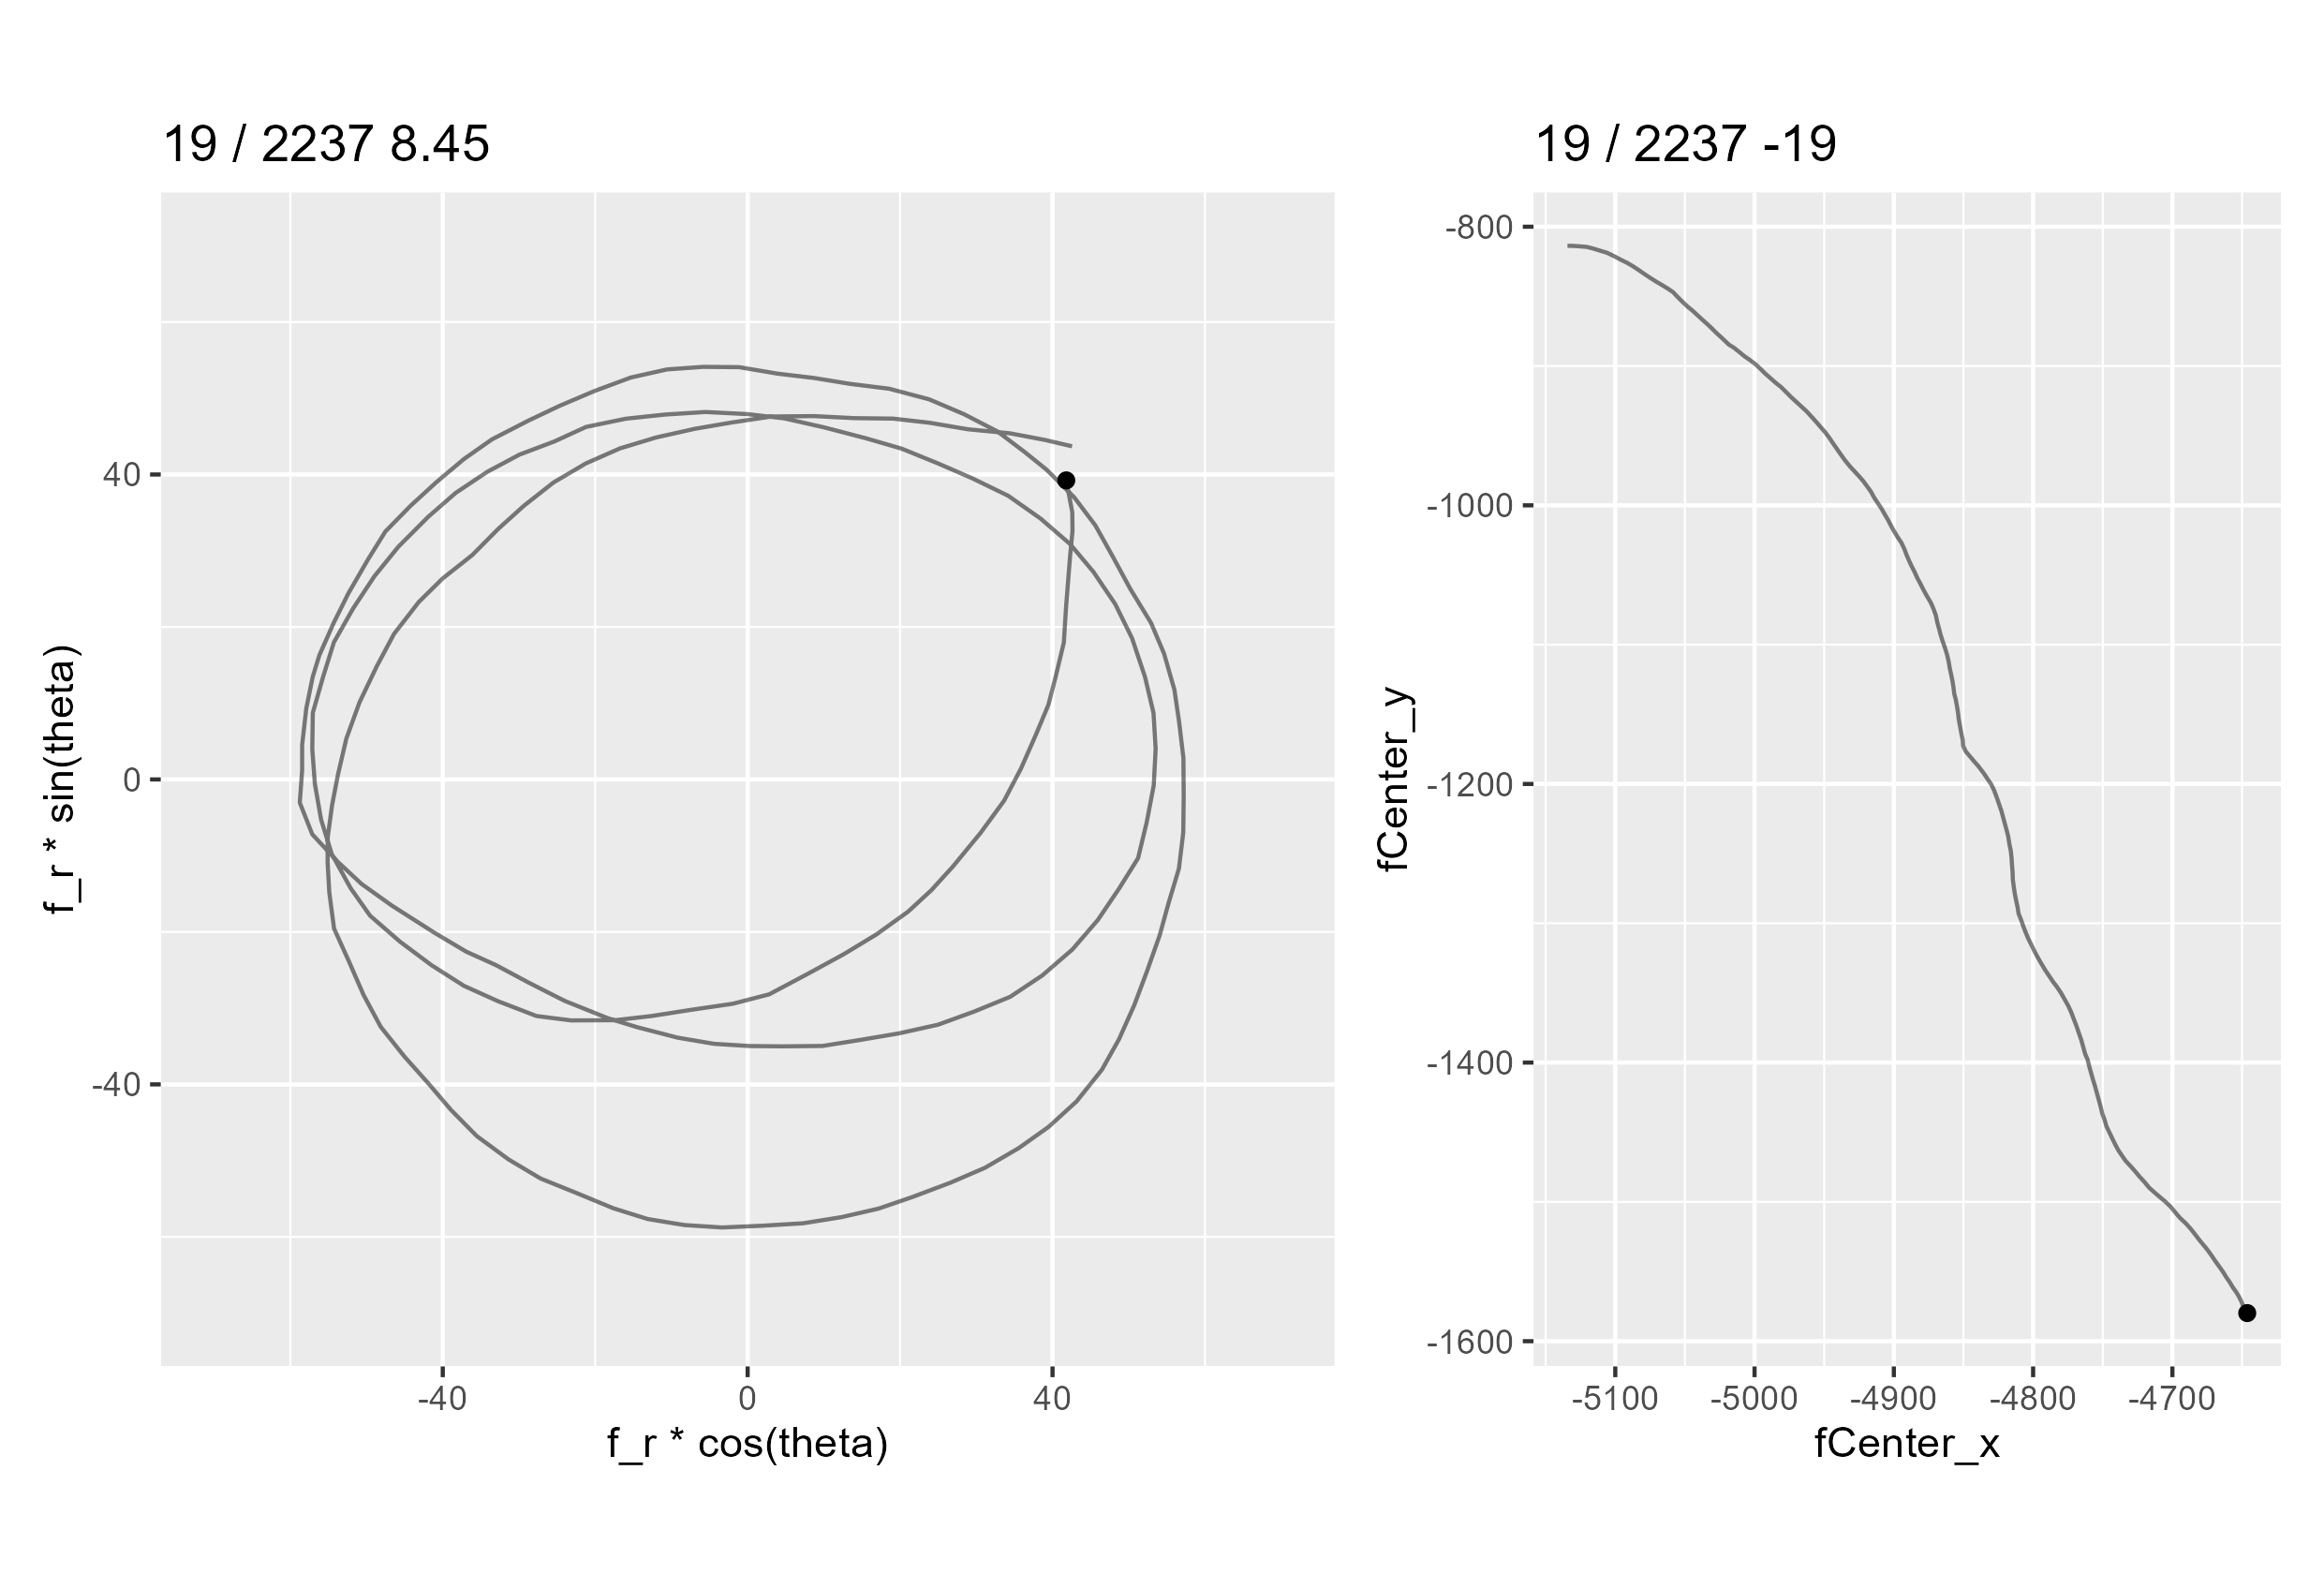 19 / 2237 8.45
40
0
-40
f_r * sin(theta)
-40
0
40
f_r * cos(theta)
19 / 2237 -19
-800
-1000
-1200
-1400
-1600
fCenter_y
-5100
-5000
-4900
-4800
-4700
fCenter_x